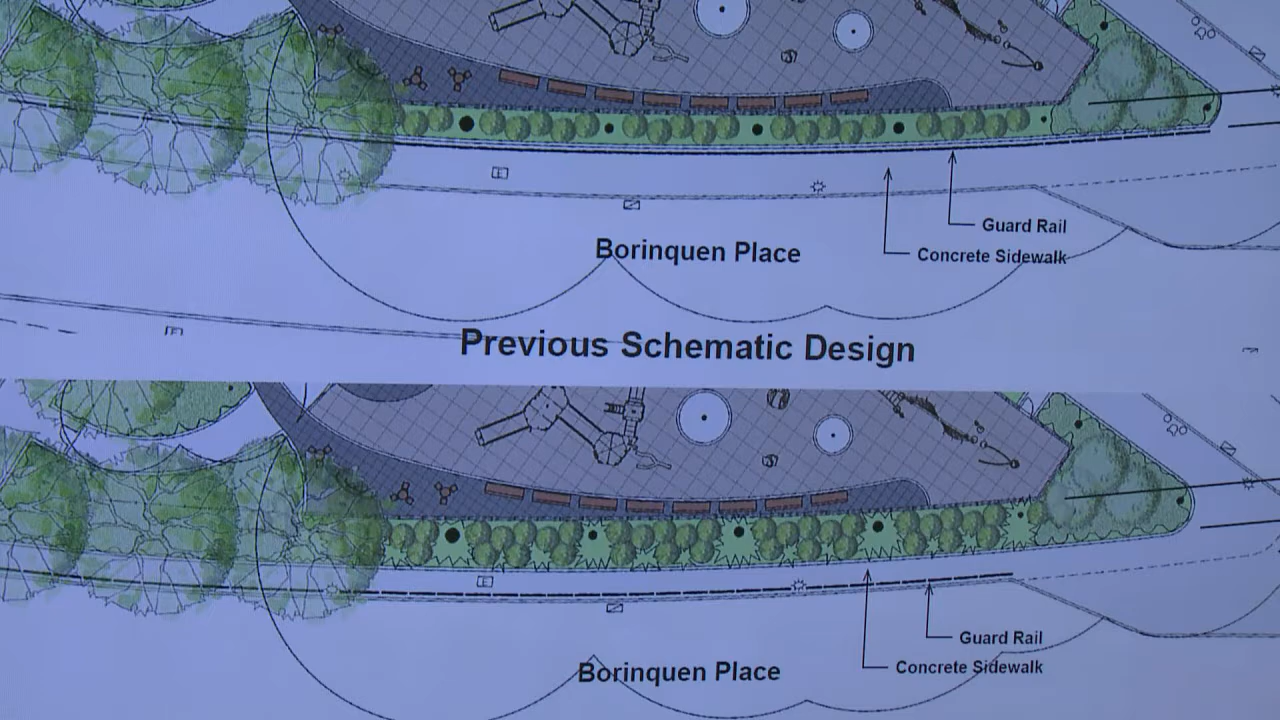 Guard Rail
Borinquen Place
Concrete Sidewalk
Previous Schematic Design
Guard Rail
Concrete Sidewalk
Borinquen Place